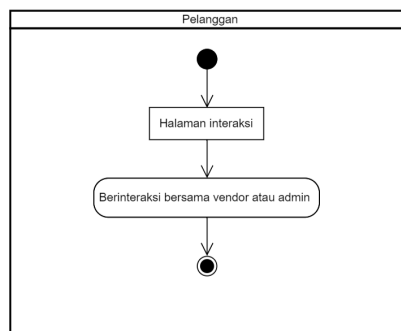 Pelanggan
Halaman interaksi
Berinteraksi bersama vendor atau admin